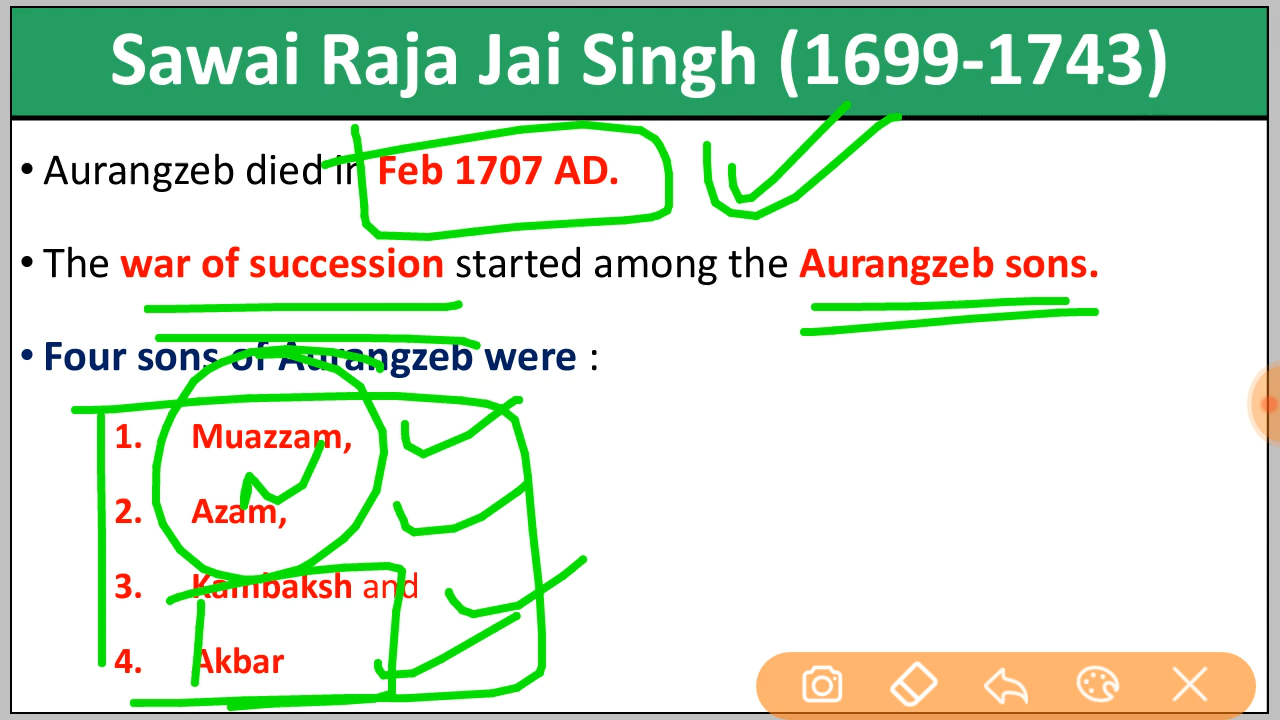 Sawai Raja Jai Singh (1699-1743)
• Aurangzeb died in Feb 1707 AD.
• The war of succession started among the Aurangzeb sons.
• Four sons of Aurangzeb were :
1. Muazzam,
2. Azam,
3. Kambaksh and
4. Akbar